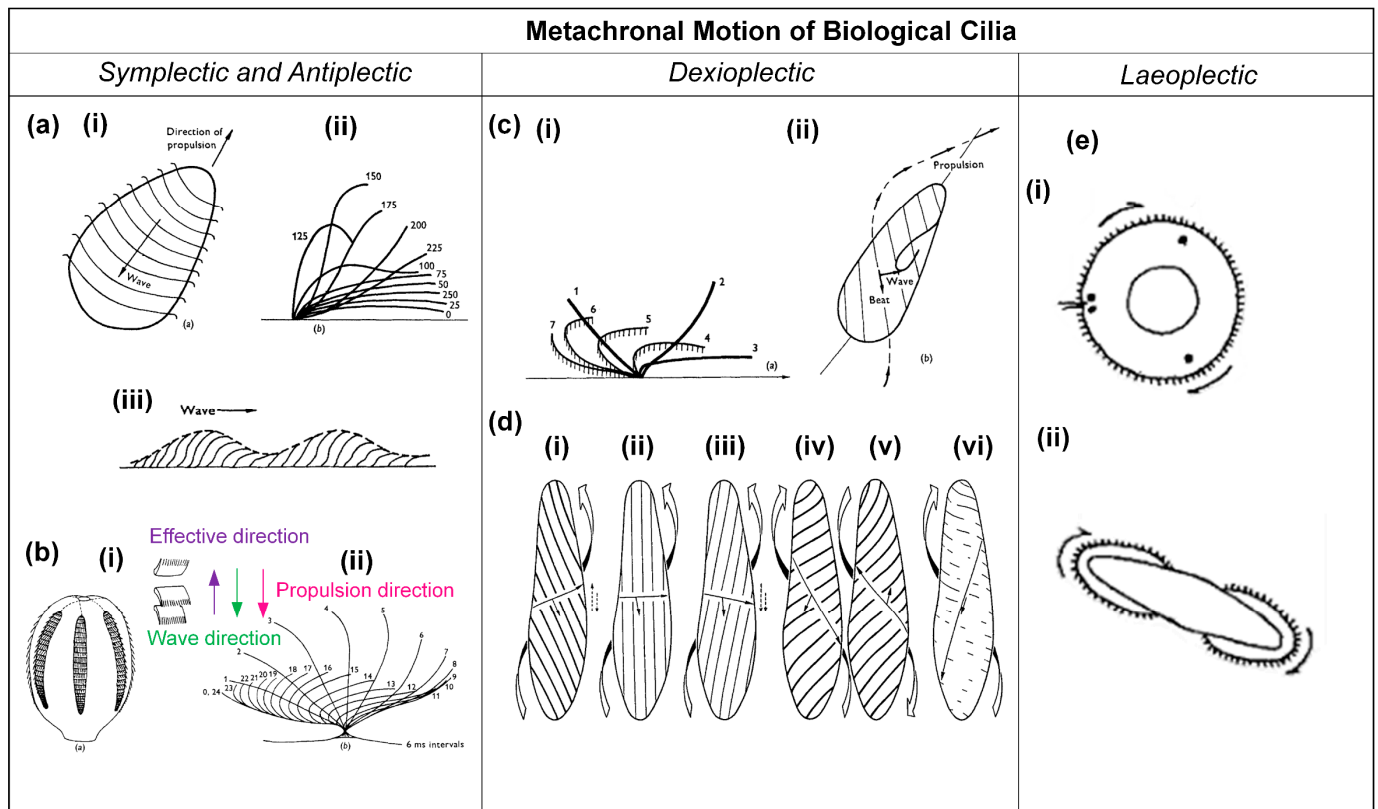 Metachronal Motion of Biological Cilia
Symplectic and Antiplectic
Dexioplectic
Laeoplectic
(a)
(i)
Direction of
propulsion
Wave
(a)
(ii)
150
175
200
125
225
100
75
50
250
25
0
(b)
(iii)
Wave
(b)
(i)
(a)
Effective direction
Propulsion direction
Wave direction
(ii)
4
5
3
6
2
7
18
17
16
15
14
8
1
22
21
20
19
13
12
9
0, 24
23
10
11
(b)
6 ms intervals
(c)
(i)
1
2
6
5
7
4
3
(a)
(ii)
Propulsion
Wave
Beat
(b)
(d)
(i)
(ii)
(iii)
(iv)
(v)
(vi)
(e)
(i)
(ii)